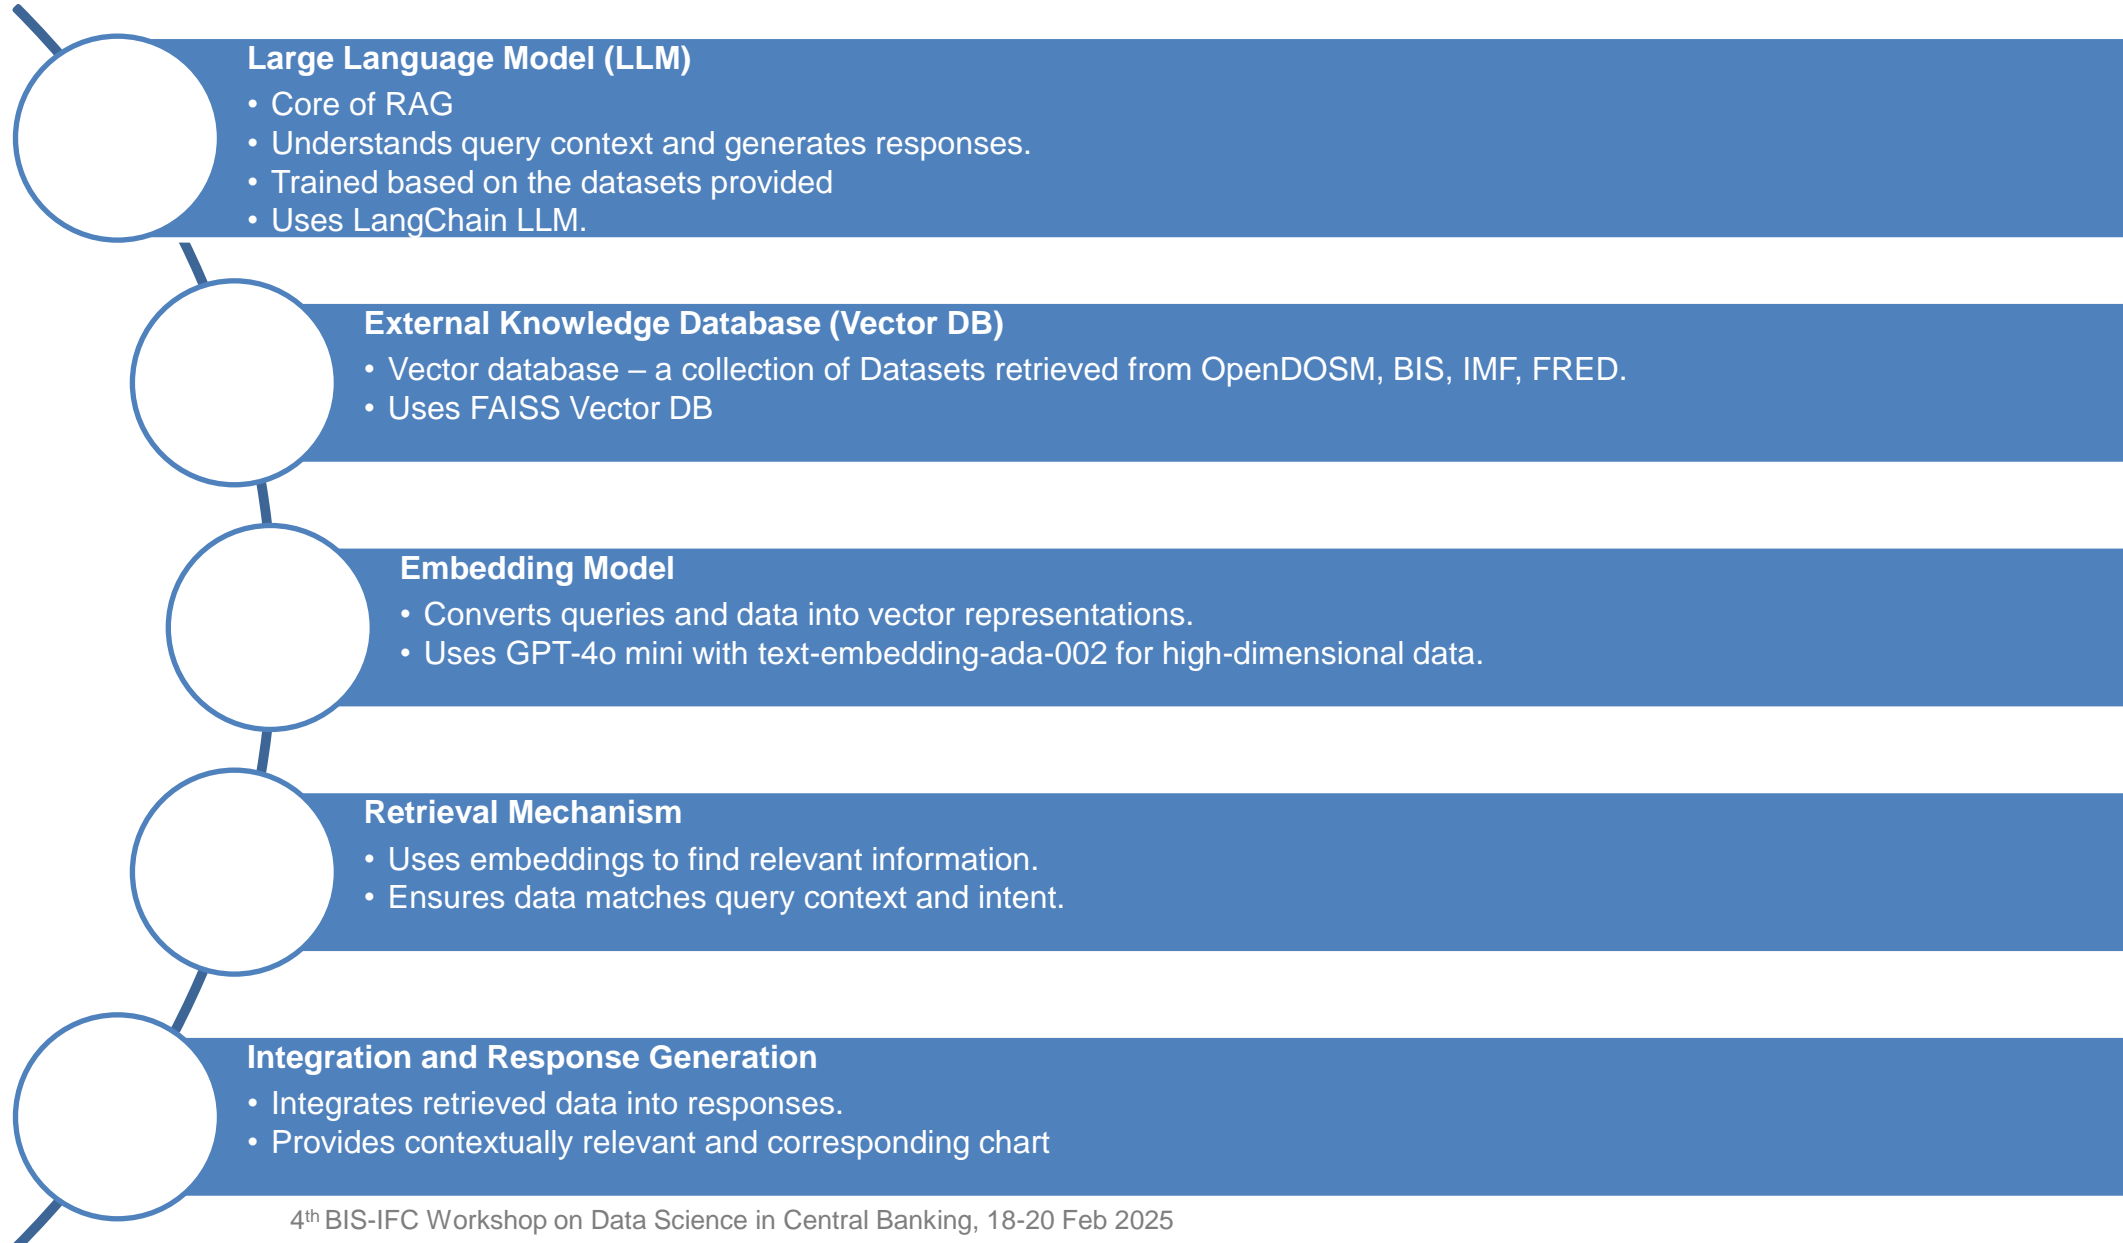 Large Language Model (LLM)
• Core of RAG
• Understands query context and generates responses.
• Trained based on the datasets provided
• Uses LangChain LLM.
External Knowledge Database (Vector DB)
• Vector database – a collection of Datasets retrieved from OpenDOSM, BIS, IMF, FRED.
• Uses FAISS Vector DB
Embedding Model
• Converts queries and data into vector representations.
• Uses GPT-4o mini with text-embedding-ada-002 for high-dimensional data.
Retrieval Mechanism
• Uses embeddings to find relevant information.
• Ensures data matches query context and intent.
Integration and Response Generation
• Integrates retrieved data into responses.
• Provides contextually relevant and corresponding chart
4th BIS-IFC Workshop on Data Science in Central Banking, 18-20 Feb 2025